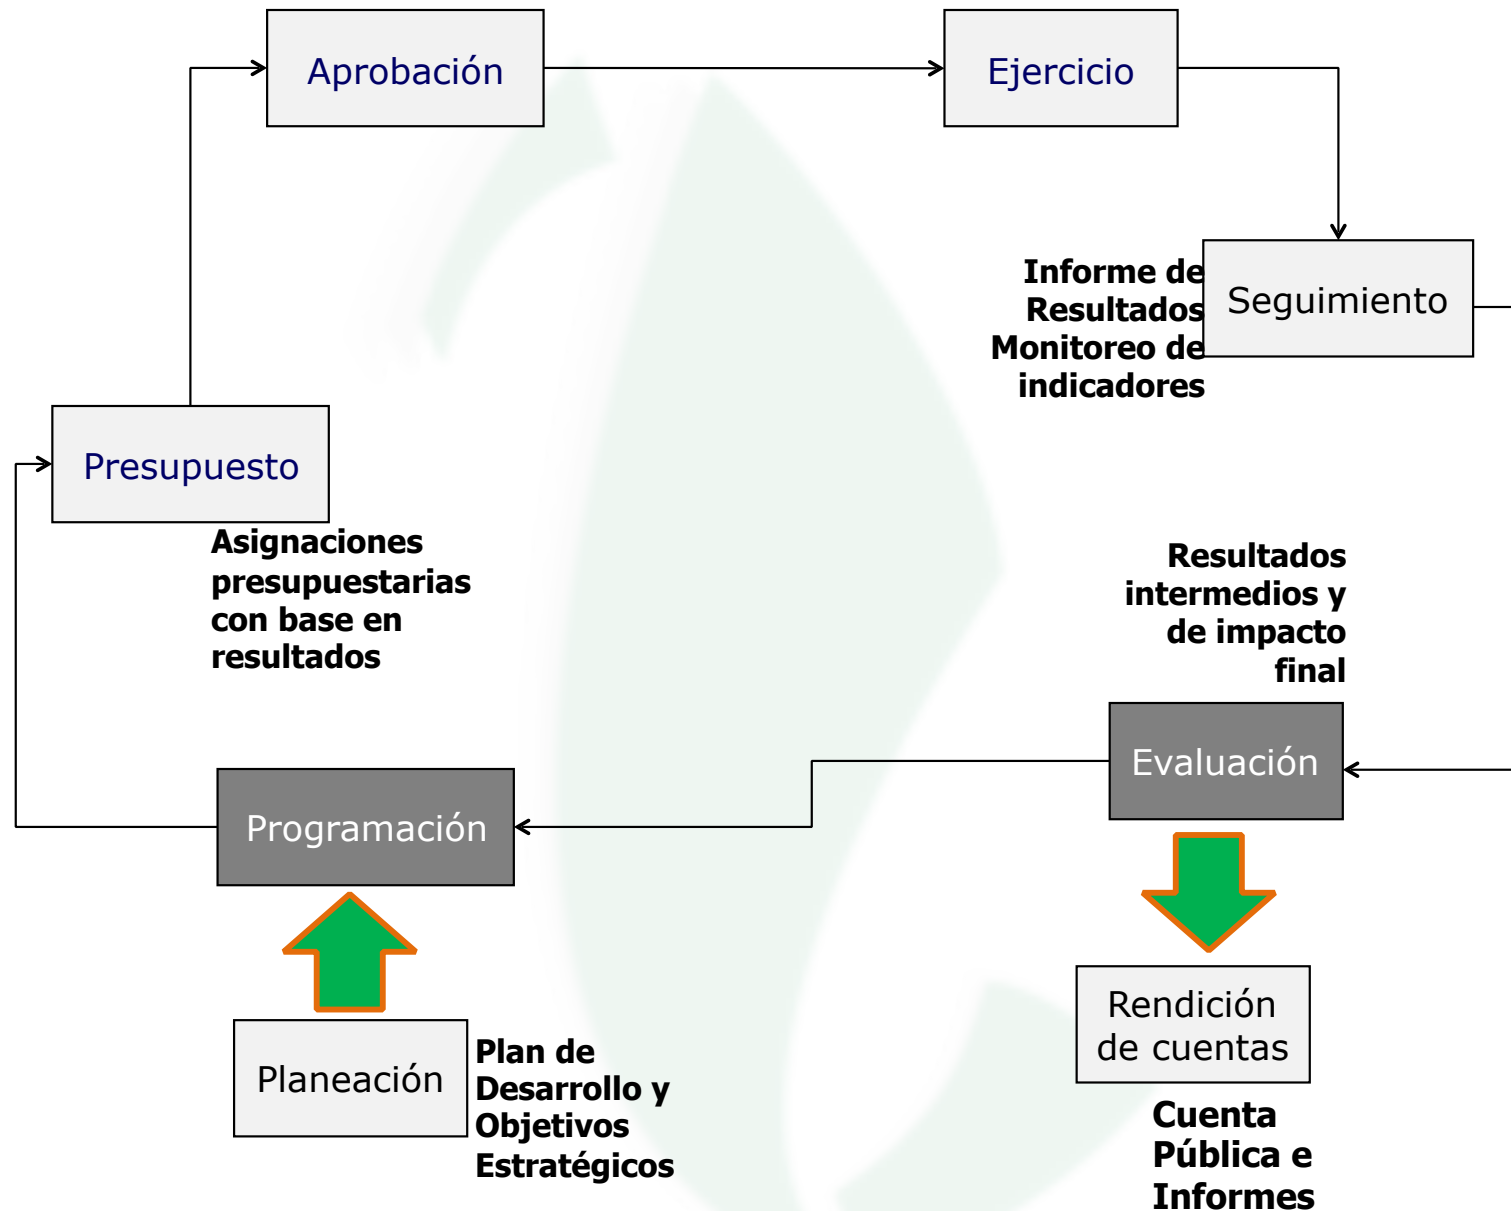 Aprobación
Ejercicio
Informe de
Resultados
Monitoreo de
indicadores
Seguimiento
Presupuesto
Asignaciones
presupuestarias
con base en
resultados
Resultados
intermedios y
de impacto
final
Evaluación
Programación
Rendición
de cuentas
Planeación
Plan de
Desarrollo y
Objetivos
Estratégicos
Cuenta
Pública e
Informes